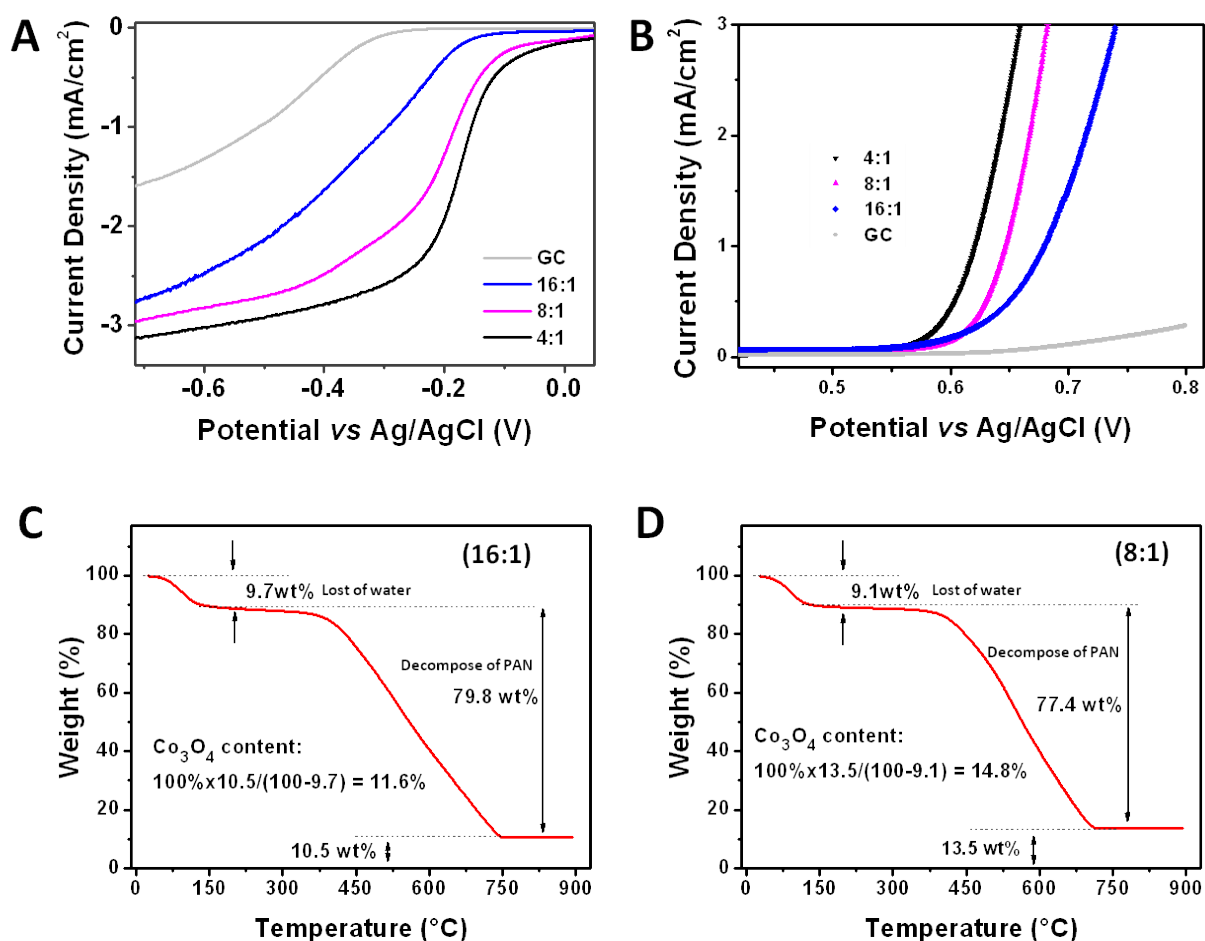 A
Current Density (mA/cm²)
0
-1
-2
-3
GC
16:1
8:1
4:1
-0.6
-0.4
-0.2
0.0
Potential vs Ag/AgCl (V)
B
Current Density (mA/cm²)
3
2
1
0
4:1
8:1
16:1
GC
0.5
0.6
0.7
0.8
Potential vs Ag/AgCl (V)
C
(16:1)
Weight (%)
100
80
60
40
20
0
9.7wt% Lost of water
Decompose of PAN
79.8 wt%
Co₃O₄ content:
100%x10.5/(100-9.7) = 11.6%
10.5 wt%
0
150
300
450
600
750
900
Temperature (°C)
D
(8:1)
Weight (%)
100
80
60
40
20
0
9.1wt% Lost of water
Decompose of PAN
77.4 wt%
Co₃O₄ content:
100%x13.5/(100-9.1) = 14.8%
13.5 wt%
0
150
300
450
600
750
900
Temperature (°C)